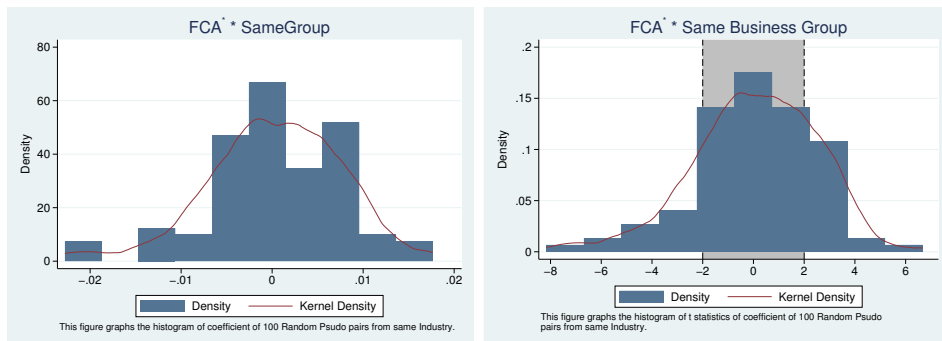 FCA* * SameGroup
80
60
40
20
0
Density
−.02
−.01
0
.01
.02
Density
Kernel Density
This figure graphs the histogram of coefficient of 100 Random Psudo pairs from same Industry.
FCA* * Same Business Group
.2
.15
.1
.05
0
Density
−8
−6
−4
−2
0
2
4
6
Density
Kernel Density
This figure graphs the histogram of t statistics of coefficient of 100 Random Psudo
pairs from same Industry.